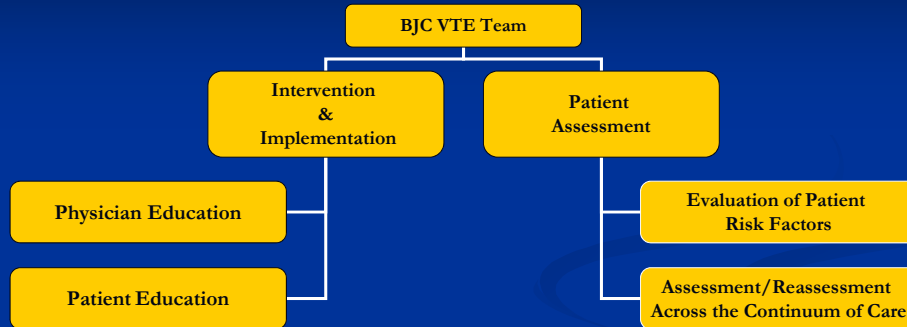 BJC VTE Team
Intervention
&
Implementation
Patient
Assessment
Physician Education
Evaluation of Patient
Risk Factors
Patient Education
Assessment/Reassessment
Across the Continuum of Care